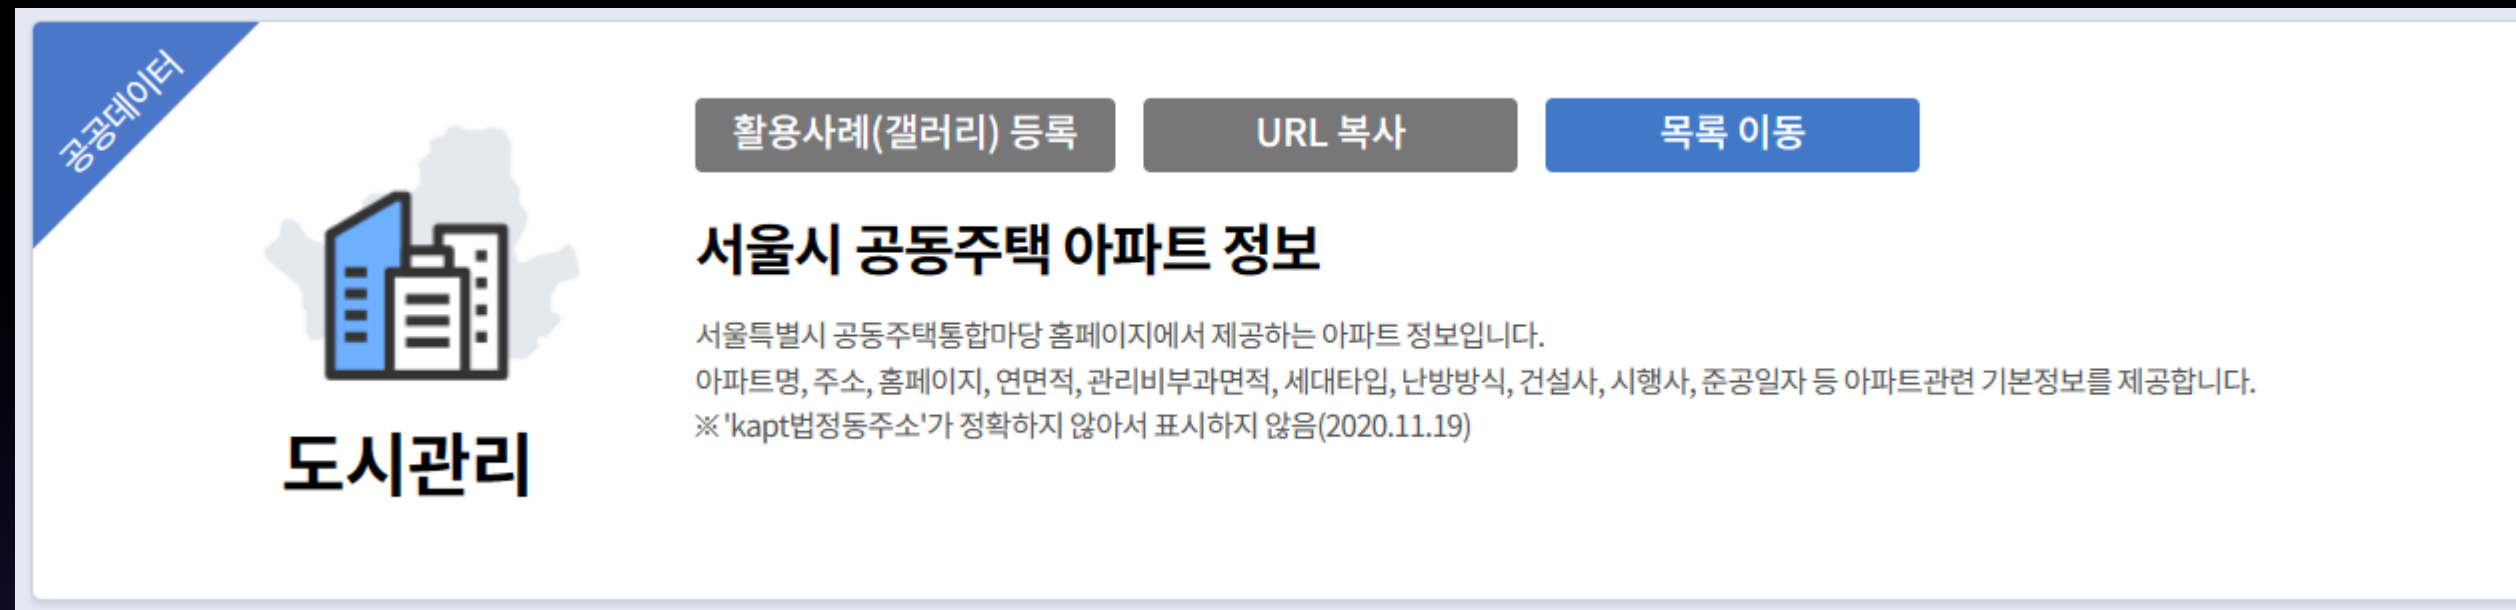 공공데이터
활용사례(갤러리) 등록
URL 복사
목록 이동
서울시 공동주택 아파트 정보
서울특별시 공동주택통합마당 홈페이지에서 제공하는 아파트 정보입니다.
아파트명, 주소, 홈페이지, 연면적, 관리비부과면적, 세대타입, 난방방식, 건설사, 시행사, 준공일자 등 아파트관련 기본정보를 제공합니다.
※ 'kapt법정동주소'가 정확하지 않아서 표시하지 않음(2020.11.19)
도시관리